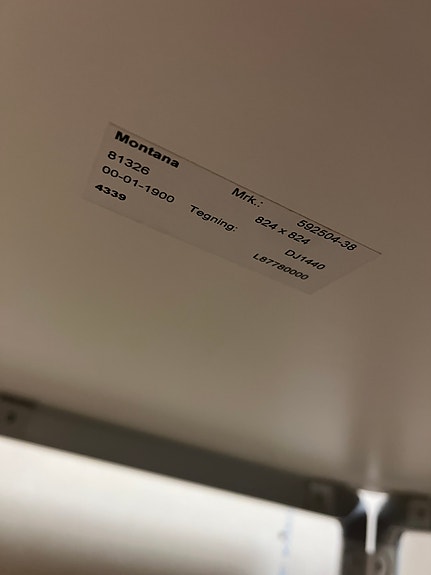 Montana
81326 Mrk.: 592504-38
00-01-1900 824 x 824
4339 Tegning: DJ1440
L87780000